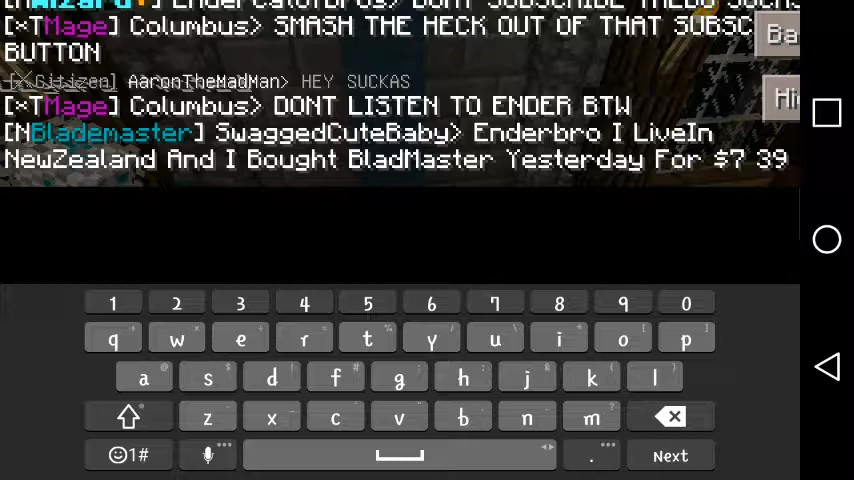 SMASH THE HECK OUT OF THAT SUBSC
[×TMage] Columbus>
BUTTON
[×Citizen] AaronTheMadMan> HEY SUCKAS
[×TMage] Columbus> DONT LISTEN TO ENDER BTW
[NBlademaster] SwaggedCuteBaby> Enderbro I LiveIn
NewZealand And I Bought BladMaster Yesterday For $7 39
Ba
Hi
1 2 3 4 5 6 7 8 9 0
q w e r t y u i o p
a s d f g h j k l
z x c v b n m
1# . Next